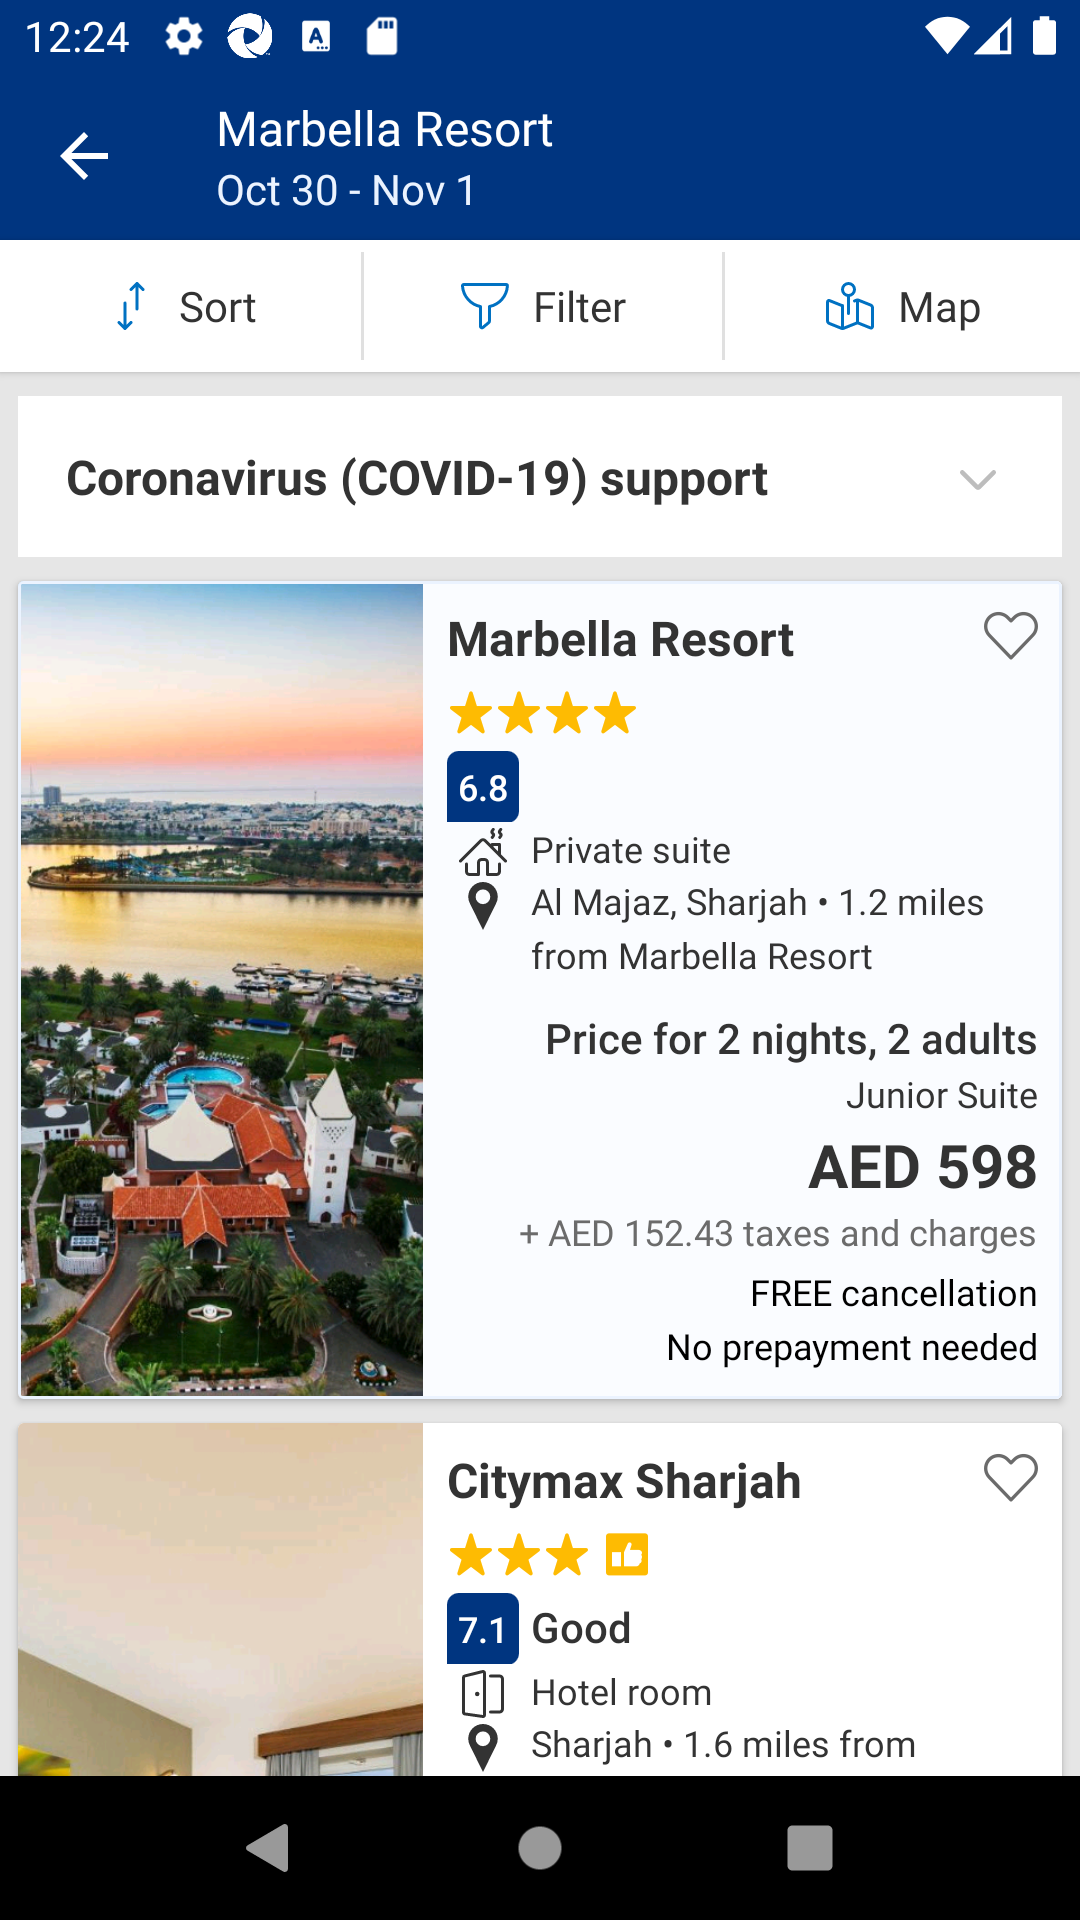 12:24
Marbella Resort
Oct 30 - Nov 1
Sort
Filter
Map
Coronavirus (COVID-19) support
Marbella Resort
6.8
Private suite
Al Majaz, Sharjah • 1.2 miles
from Marbella Resort
Price for 2 nights, 2 adults
Junior Suite
AED 598
+ AED 152.43 taxes and charges
FREE cancellation
No prepayment needed
Citymax Sharjah
7.1 Good
Hotel room
Sharjah • 1.6 miles from